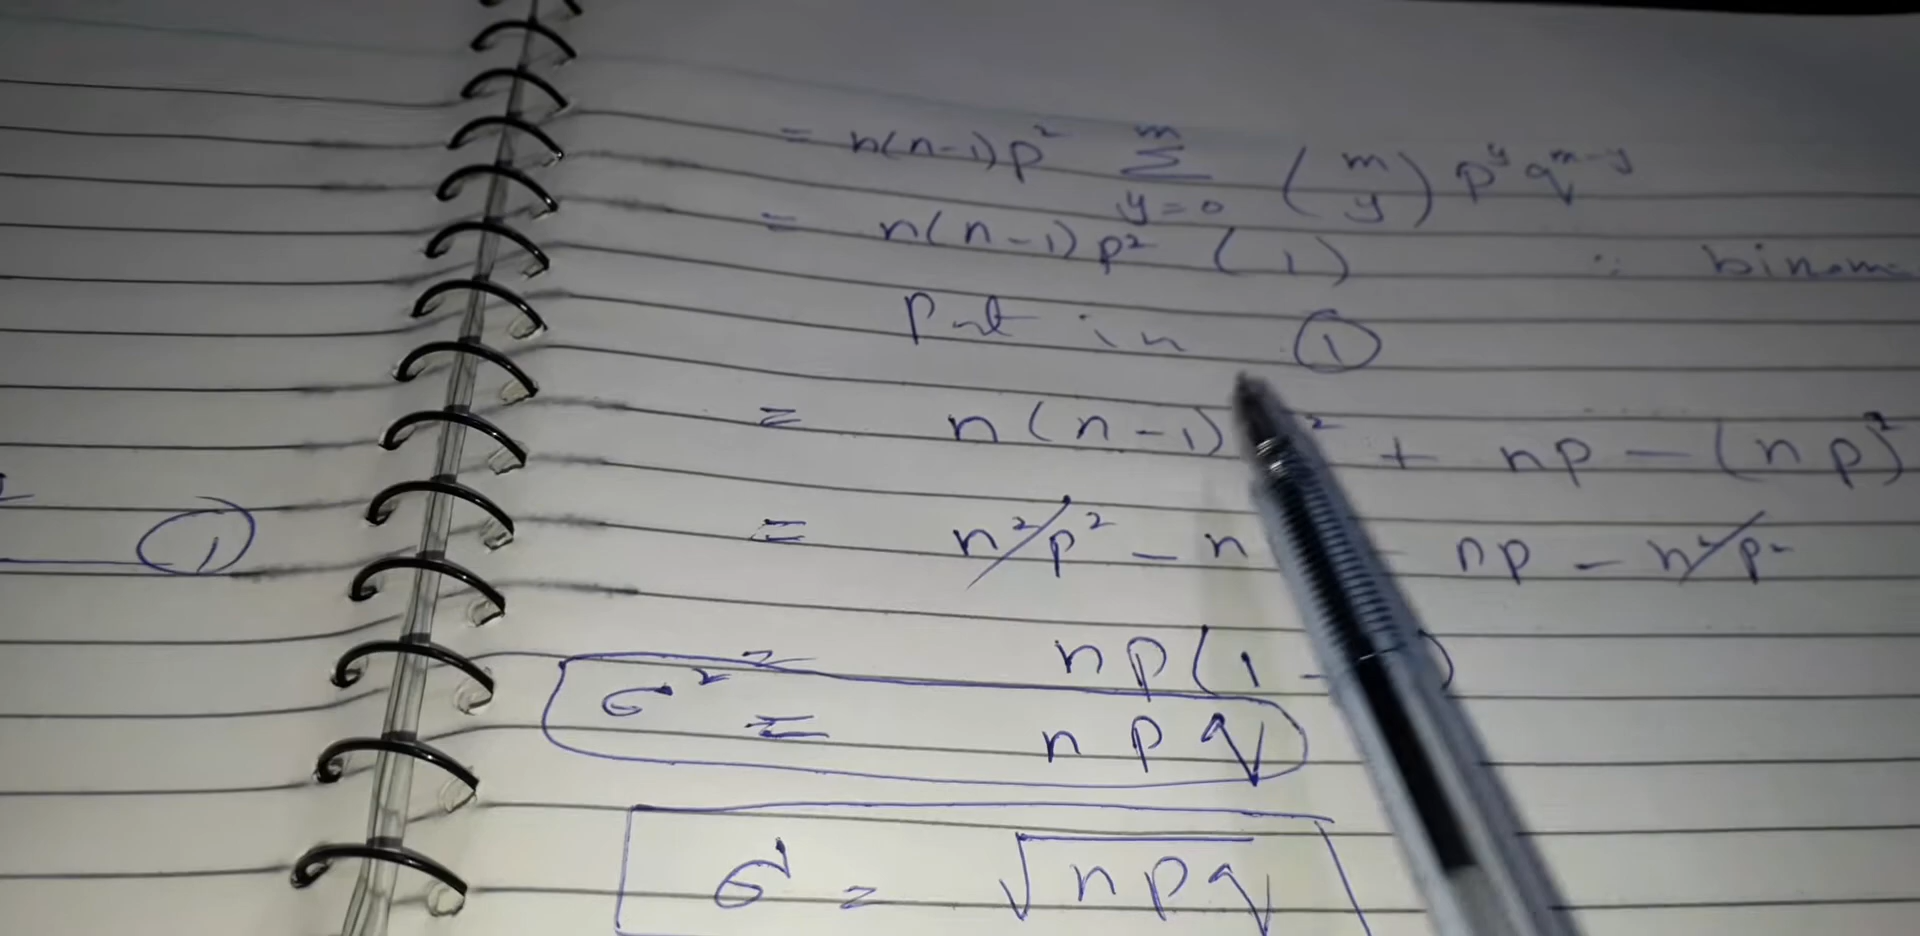 = n(n-1)p² Σ_{y=0}^{m} (m y) p^y q^{m-y}
= n(n-1)p² (1) ∵ binom
Put in ①
①
= n(n-1) ² + np - (np)²
= n²p² - n np - n²p²
= np(1- )
σ² = npq
σ = √npq